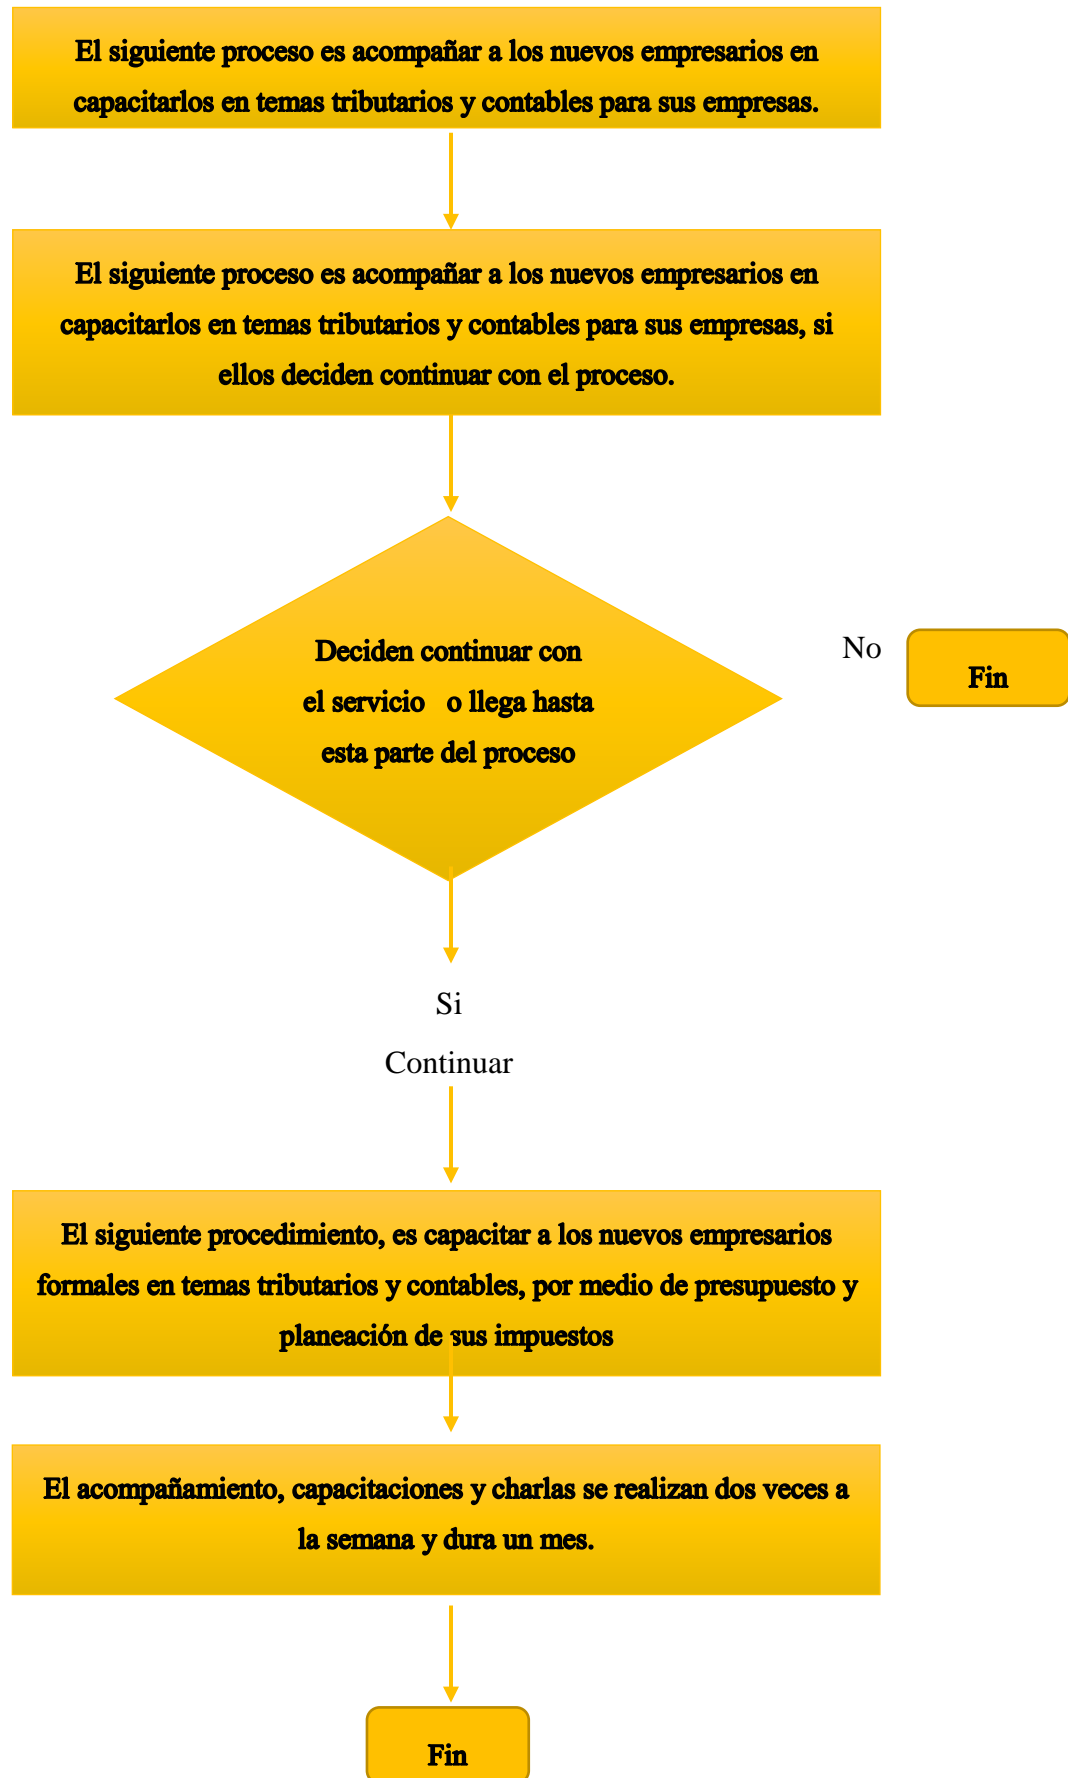 El siguiente proceso es acompañar a los nuevos empresarios en
capacitarlos en temas tributarios y contables para sus empresas.
El siguiente proceso es acompañar a los nuevos empresarios en
capacitarlos en temas tributarios y contables para sus empresas, si
ellos deciden continuar con el proceso.
Deciden continuar con
el servicio o llega hasta
esta parte del proceso
No
Fin
Si
Continuar
El siguiente procedimiento, es capacitar a los nuevos empresarios
formales en temas tributarios y contables, por medio de presupuesto y
planeación de sus impuestos
El acompañamiento, capacitaciones y charlas se realizan dos veces a
la semana y dura un mes.
Fin